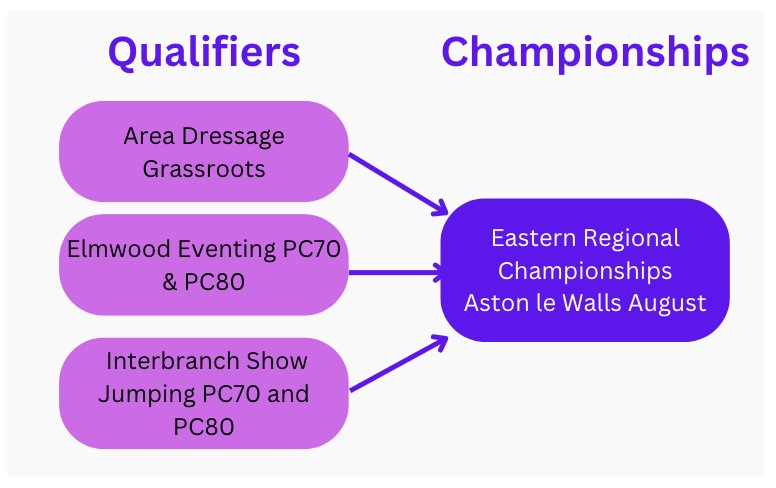 Qualifiers
Championships
Area Dressage
Grassroots
Elmwood Eventing PC70
& PC80
Interbranch Show
Jumping PC70 and
PC80
Eastern Regional
Championships
Aston le Walls August